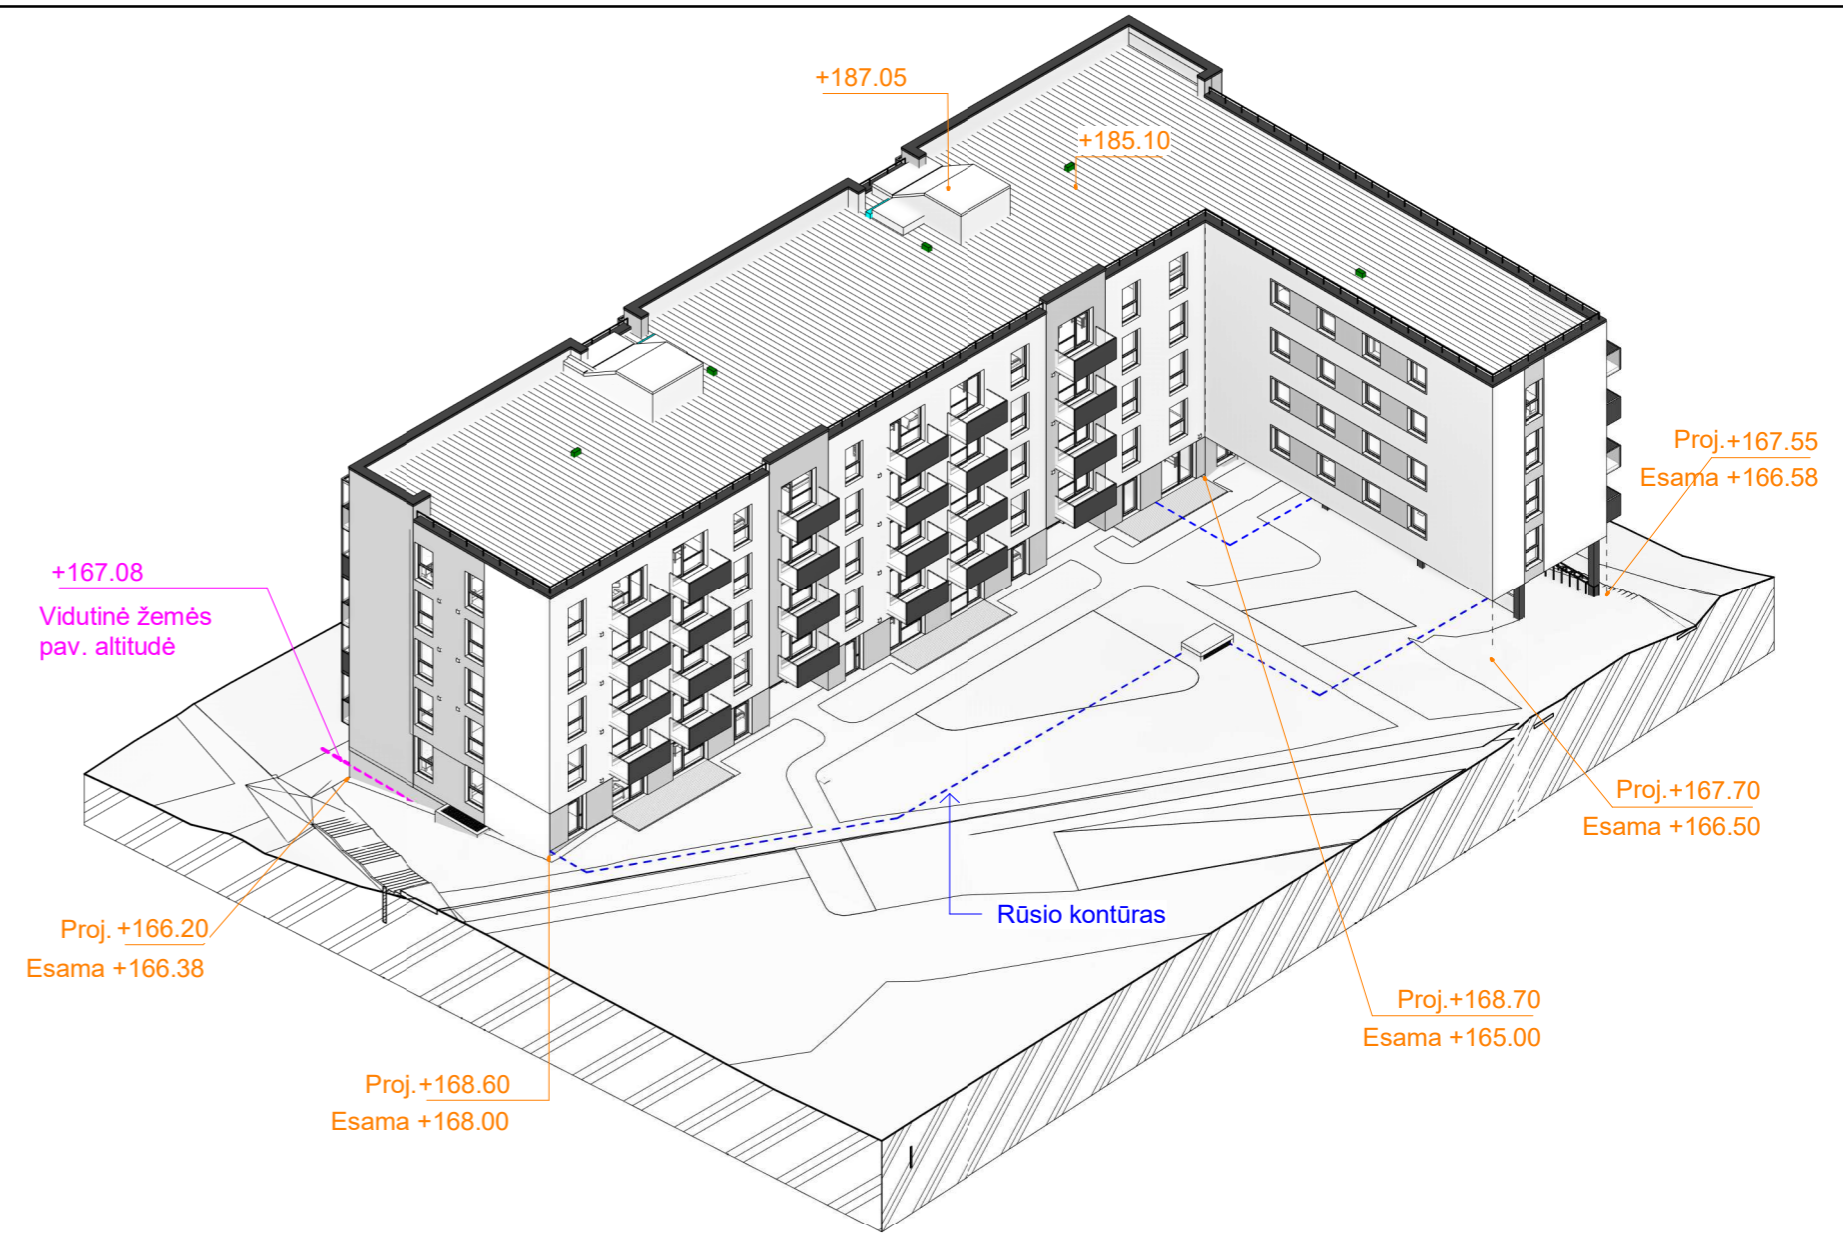 +187.05
+185.10
Proj.+167.55
Esama +166.58
+167.08
Vidutinė žemės
pav. altitudė
Proj.+167.70
Esama +166.50
Rūsio kontūras
Proj. +166.20
Esama +166.38
Proj.+168.70
Esama +165.00
Proj.+168.60
Esama +168.00